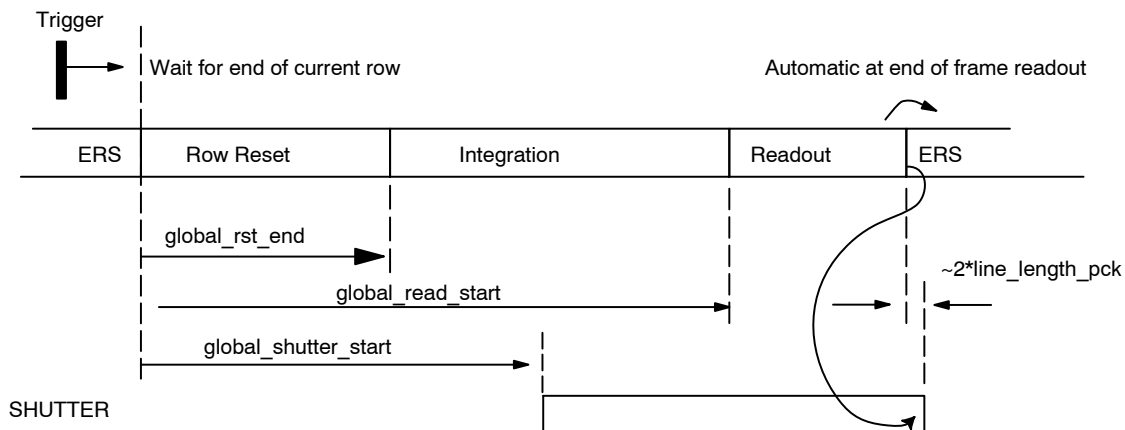 Trigger
Wait for end of current row
Automatic at end of frame readout
ERS
Row Reset
Integration
Readout
ERS
global_rst_end
~2*line_length_pck
global_read_start
global_shutter_start
SHUTTER